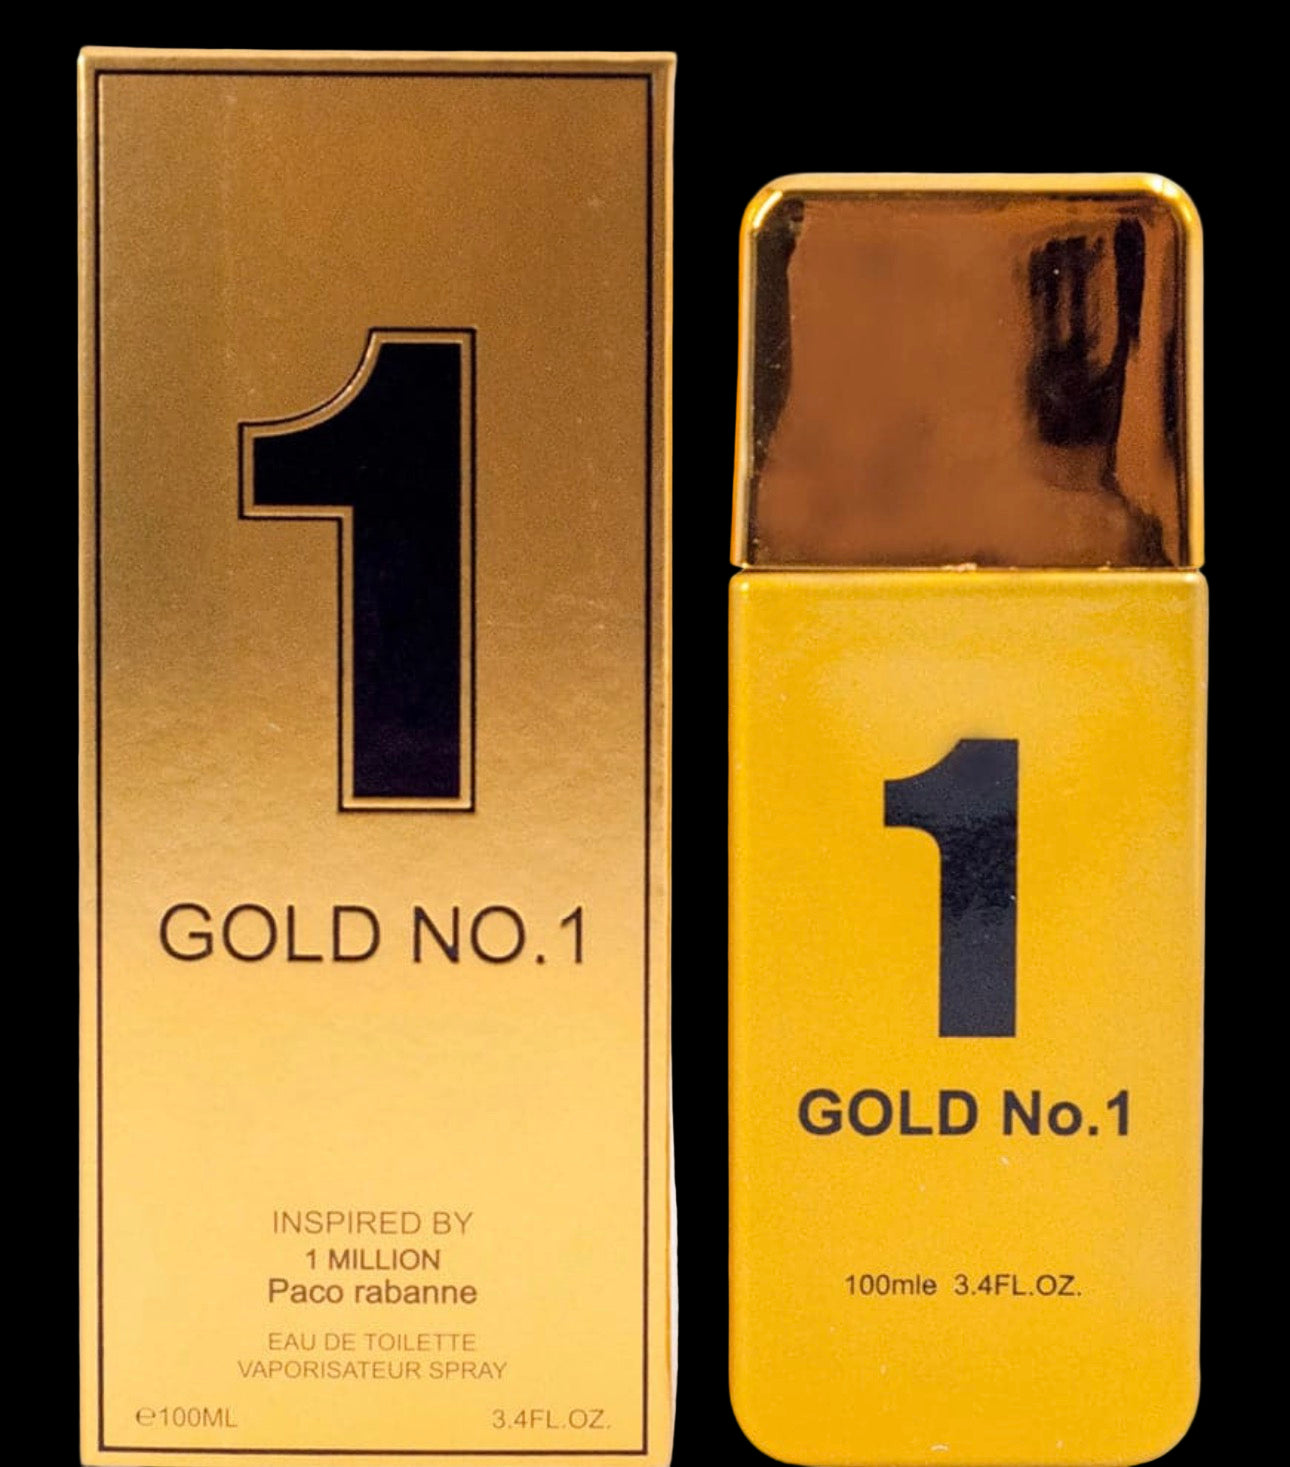 1
GOLD NO.1
INSPIRED BY
1 MILLION
Paco rabanne
EAU DE TOILETTE
VAPORISATEUR SPRAY
℮100ML 3.4FL.OZ.
1
GOLD No.1
100mle 3.4FL.OZ.